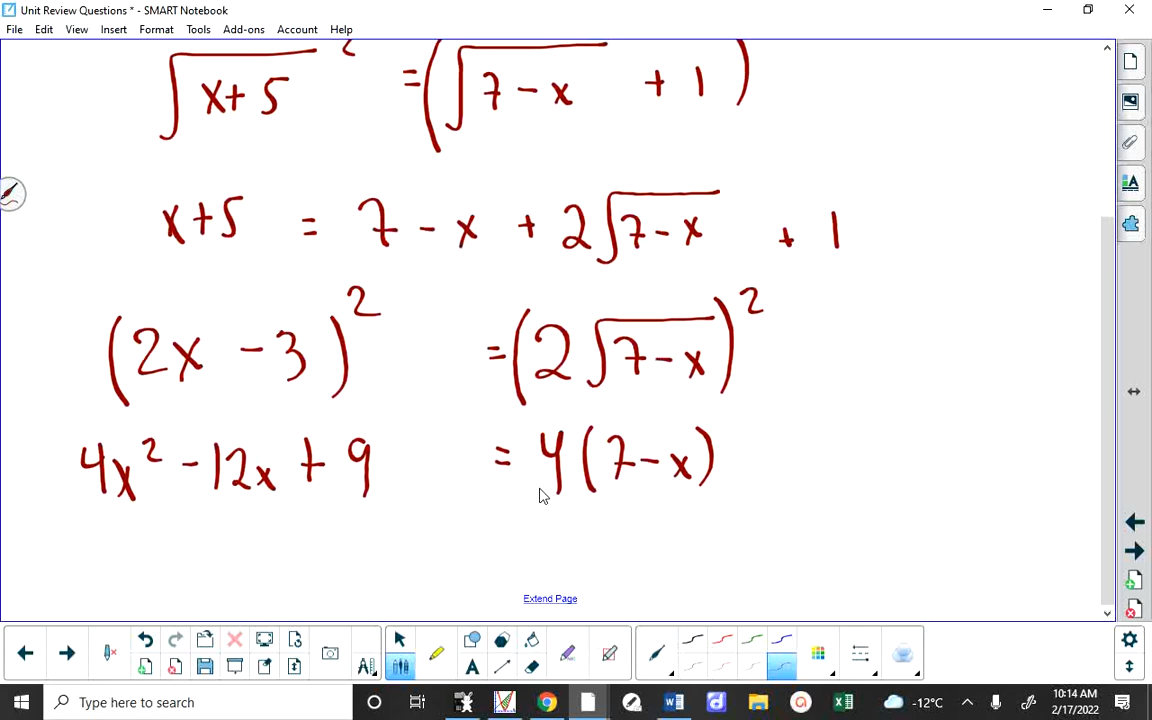 Unit Review Questions * - SMART Notebook
File Edit View Insert Format Tools Add-ons Account Help
√x+5 ² = (√7-x + 1)
x+5 = 7 - x + 2√7-x + 1
(2x - 3)² = (2√7-x)²
4x² - 12x + 9 = 4(7-x)
Extend Page
Type here to search
-12°C
10:14 AM
2/17/2022